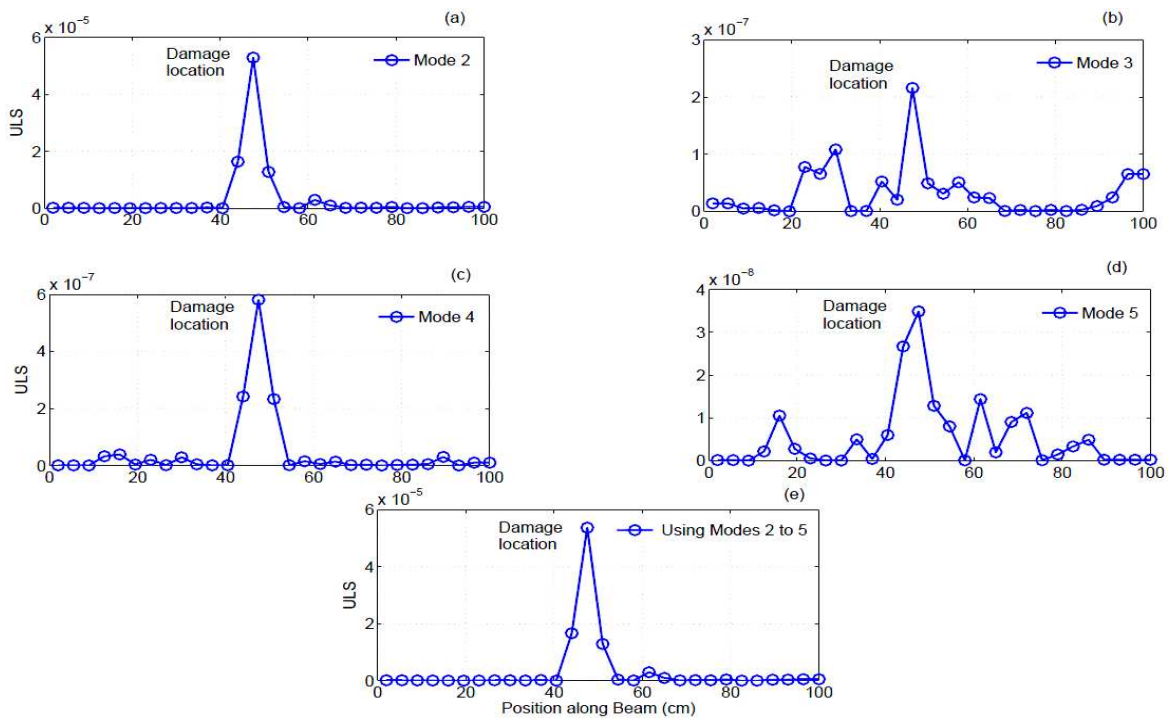 (a)
x 10⁻⁵
6
4
2
0
ULS
Damage
location
Mode 2
0 20 40 60 80 100
(b)
x 10⁻⁷
3
2
1
0
Damage
location
Mode 3
0 20 40 60 80 100
(c)
x 10⁻⁷
6
4
2
0
ULS
Damage
location
Mode 4
0 20 40 60 80 100
(d)
x 10⁻⁸
4
3
2
1
0
Damage
location
Mode 5
0 20 40 60 80 100
(e)
x 10⁻⁵
6
4
2
0
ULS
Damage
location
Using Modes 2 to 5
0 20 40 60 80 100
Position along Beam (cm)